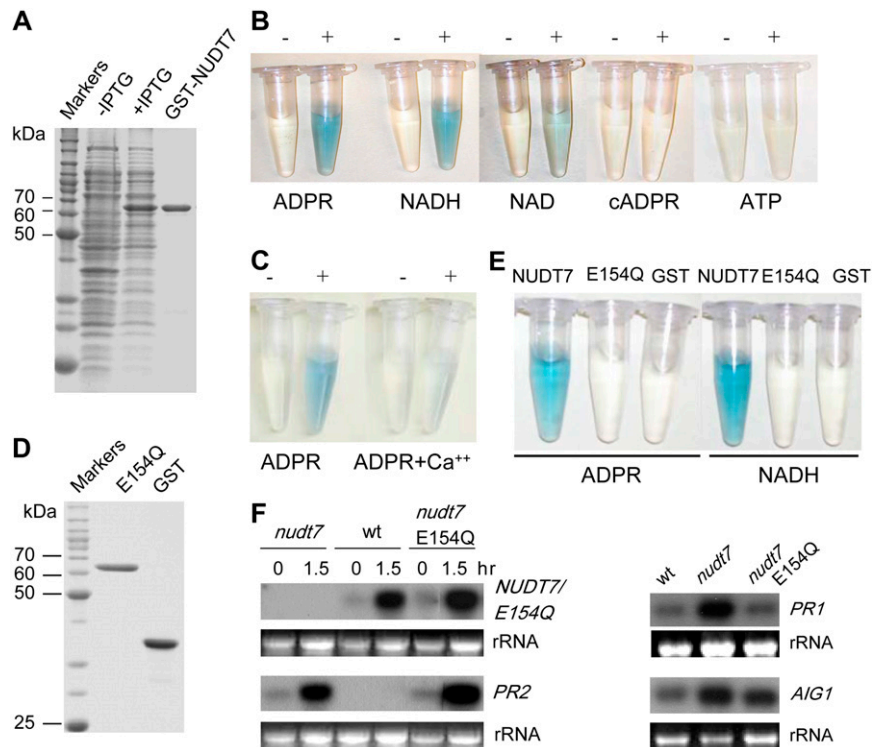 A
Markers
-IPTG
+IPTG
GST-NUDT7
kDa
70
60
50
B
- + - + - + - + - +
ADPR NADH NAD cADPR ATP
C
- + - +
ADPR ADPR+Ca++
E
NUDT7 E154Q GST NUDT7 E154Q GST
ADPR NADH
D
Markers
E154Q
GST
kDa
70
60
50
25
F
nudt7 wt nudt7 E154Q
0 1.5 0 1.5 0 1.5 hr
NUDT7/
E154Q
rRNA
PR2
rRNA
wt
nudt7
nudt7
E154Q
PR1
rRNA
AIG1
rRNA